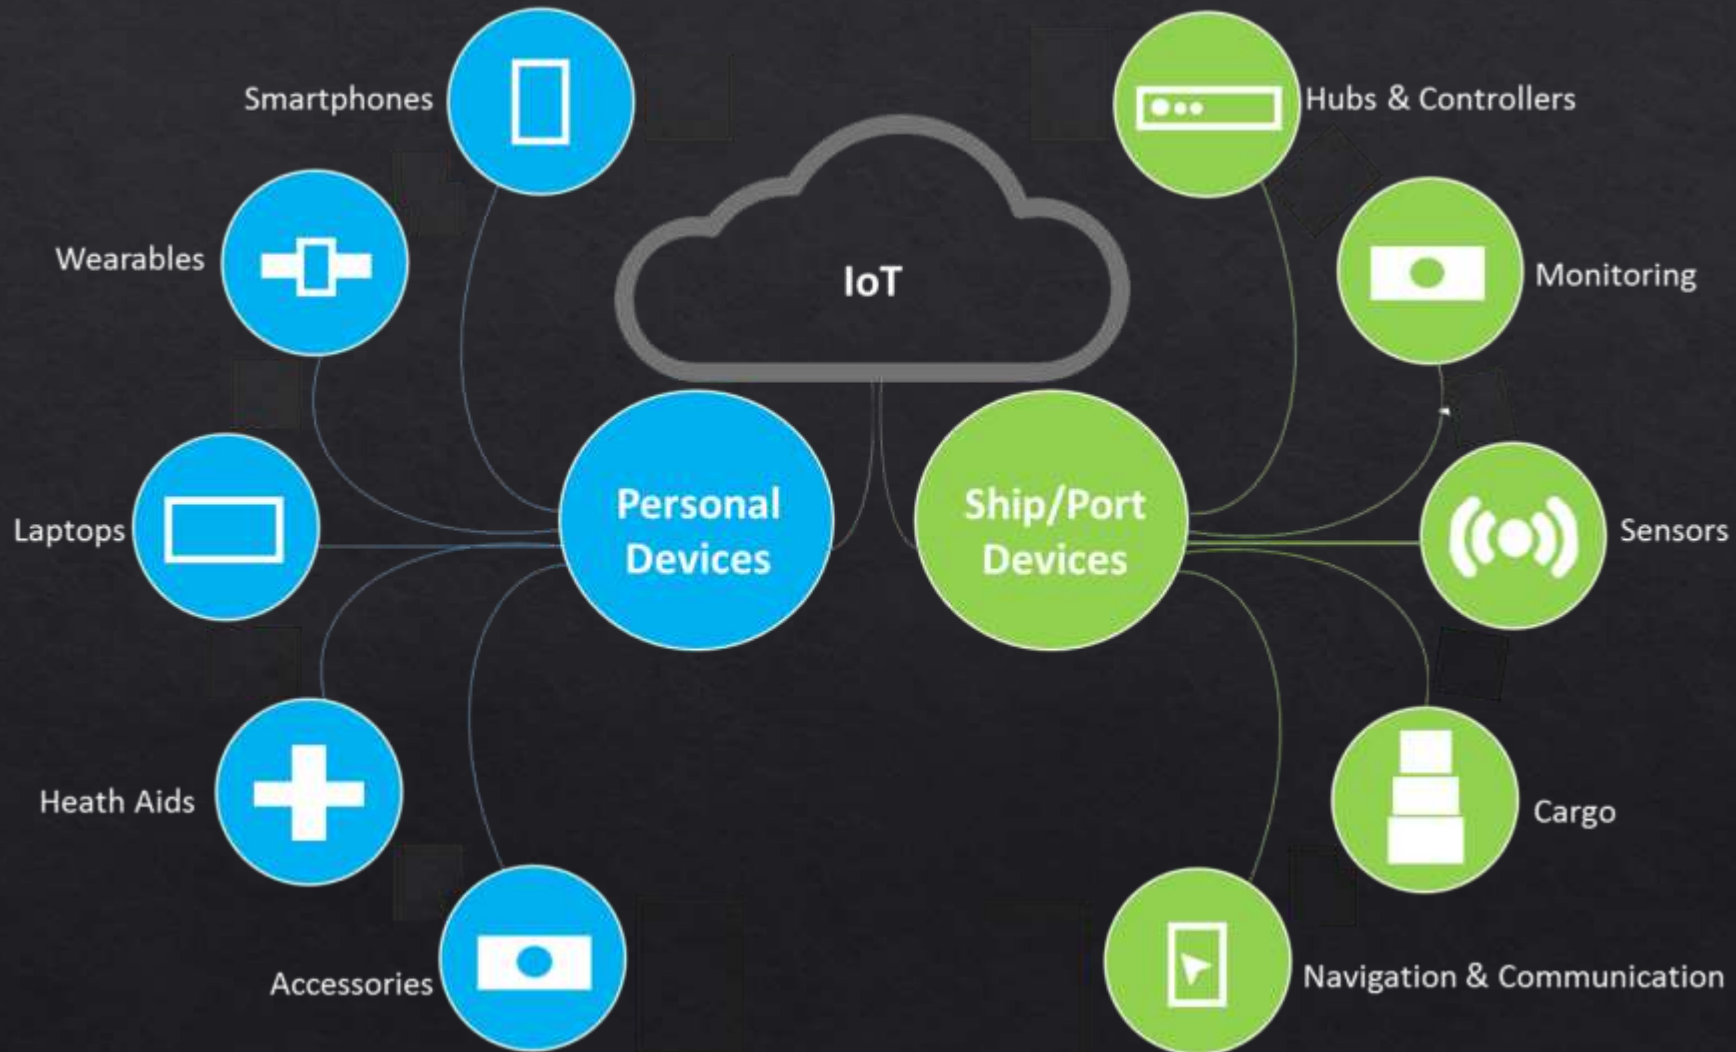 Smartphones
Wearables
Laptops
Heath Aids
Accessories
IoT
Personal
Devices
Ship/Port
Devices
Hubs & Controllers
Monitoring
Sensors
Cargo
Navigation & Communication